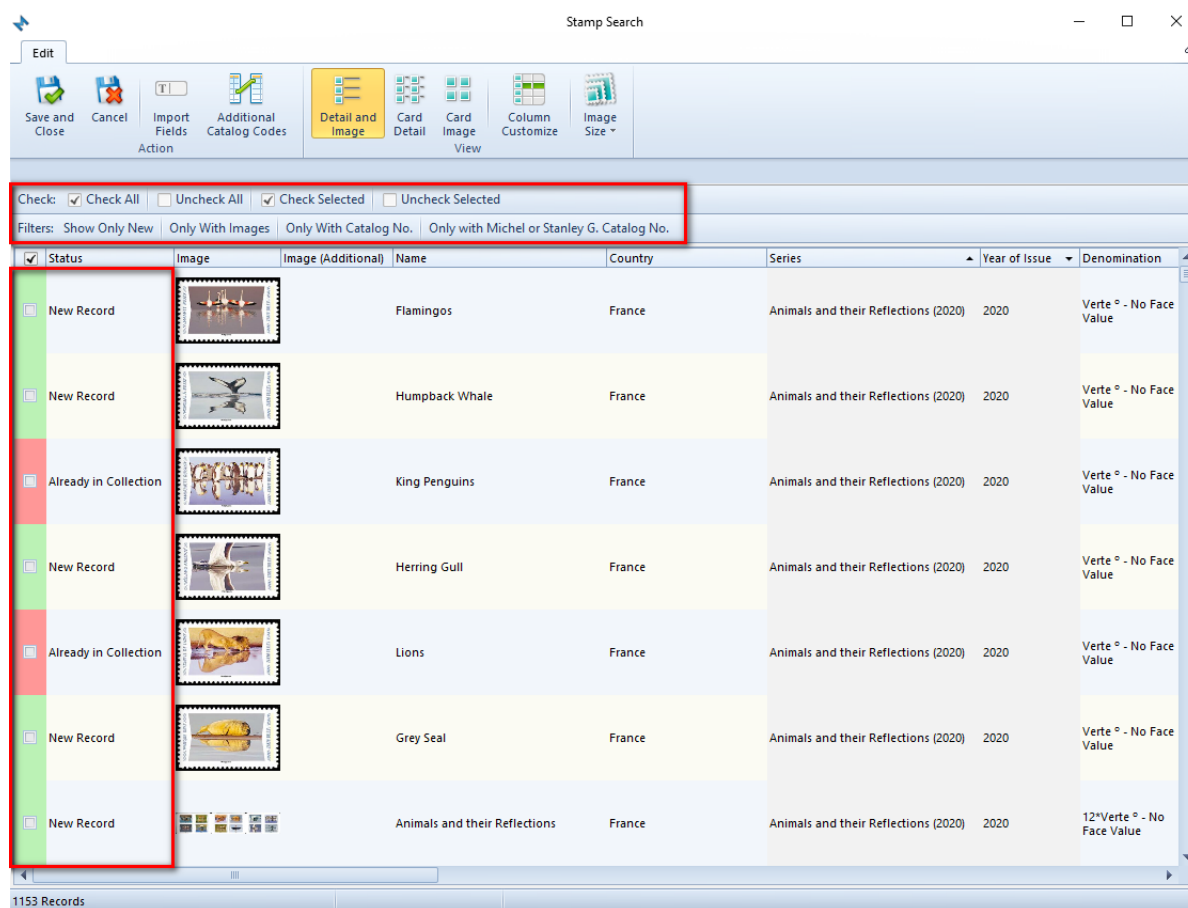 Stamp Search
Edit
Save and Close
Cancel
Import Fields
Additional Catalog Codes
Detail and Image
Card Detail
Card Image
Column Customize
Image Size
Action
View
Check: Check All Uncheck All Check Selected Uncheck Selected
Filters: Show Only New Only With Images Only With Catalog No. Only with Michel or Stanley G. Catalog No.
Status Image Image (Additional) Name Country Series Year of Issue Denomination
New Record Flamingos France Animals and their Reflections (2020) 2020 Verte ° - No Face Value
New Record Humpback Whale France Animals and their Reflections (2020) 2020 Verte ° - No Face Value
Already in Collection King Penguins France Animals and their Reflections (2020) 2020 Verte ° - No Face Value
New Record Herring Gull France Animals and their Reflections (2020) 2020 Verte ° - No Face Value
Already in Collection Lions France Animals and their Reflections (2020) 2020 Verte ° - No Face Value
New Record Grey Seal France Animals and their Reflections (2020) 2020 Verte ° - No Face Value
New Record Animals and their Reflections France Animals and their Reflections (2020) 2020 12*Verte ° - No Face Value
1153 Records